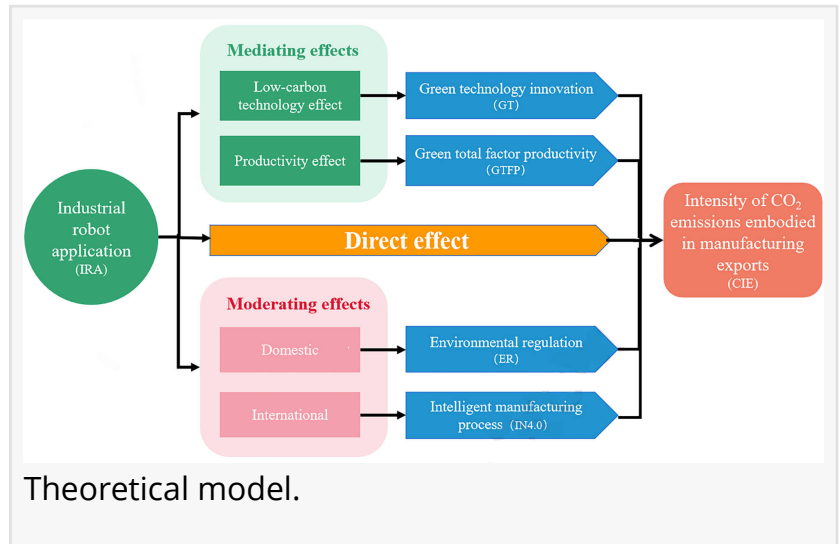 Mediating effects
Low-carbon
technology effect
Green technology innovation
(GT)
Productivity effect
Green total factor productivity
(GTFP)
Industrial
robot
application
(IRA)
Direct effect
Intensity of CO₂
emissions embodied
in manufacturing
exports
(CIE)
Moderating effects
Domestic
Environmental regulation
(ER)
International
Intelligent manufacturing
process (IN4.0)
Theoretical model.